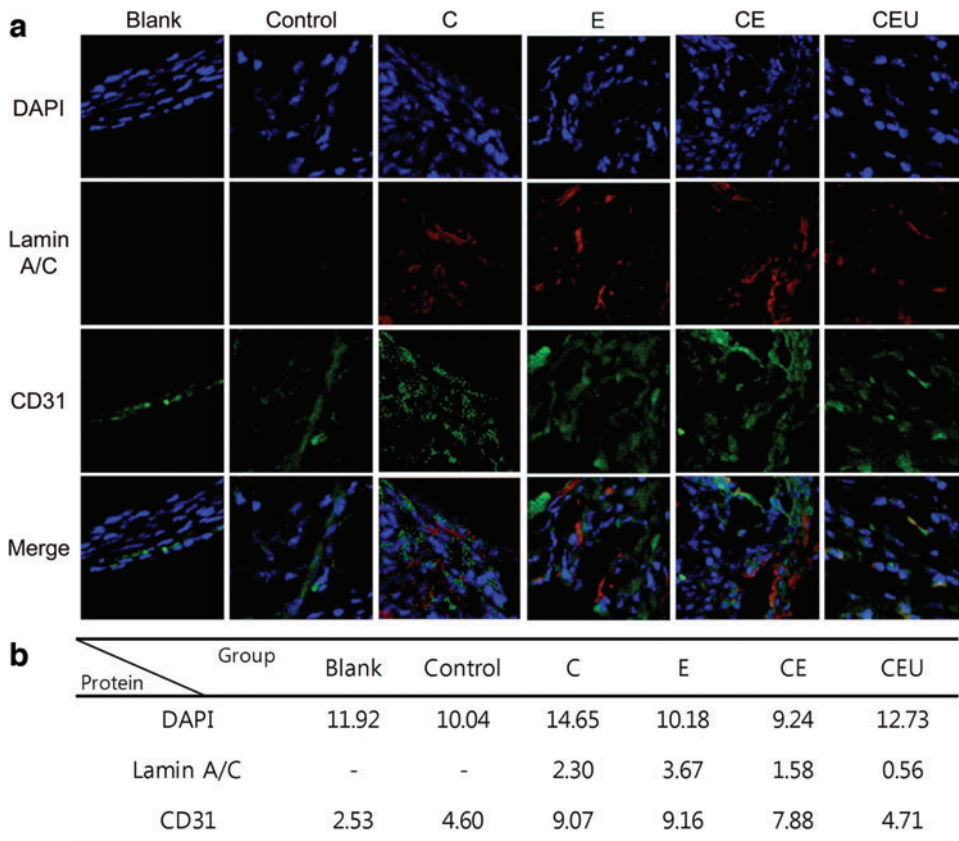 a
Blank Control C E CE CEU
DAPI
Lamin
A/C
CD31
Merge
b
Group
Protein
Blank Control C E CE CEU
DAPI 11.92 10.04 14.65 10.18 9.24 12.73
Lamin A/C - - 2.30 3.67 1.58 0.56
CD31 2.53 4.60 9.07 9.16 7.88 4.71